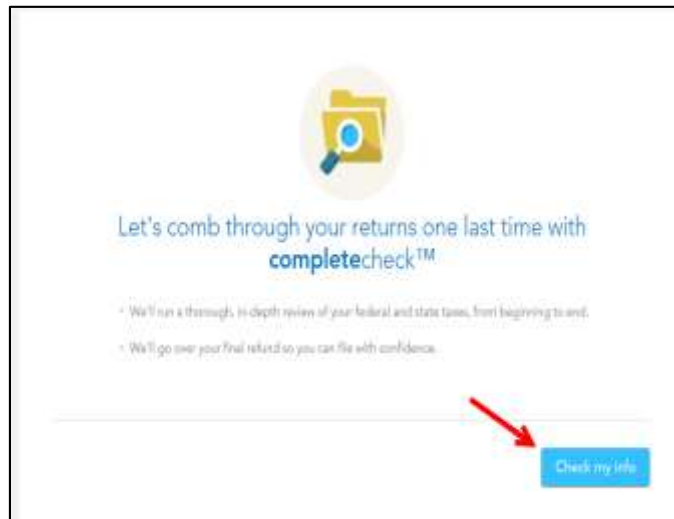 Let's comb through your returns one last time with
completecheck™
• We'll run a thorough, in-depth review of your federal and state taxes, from beginning to end.
• We'll go over your final refund so you can file with confidence.
Check my info